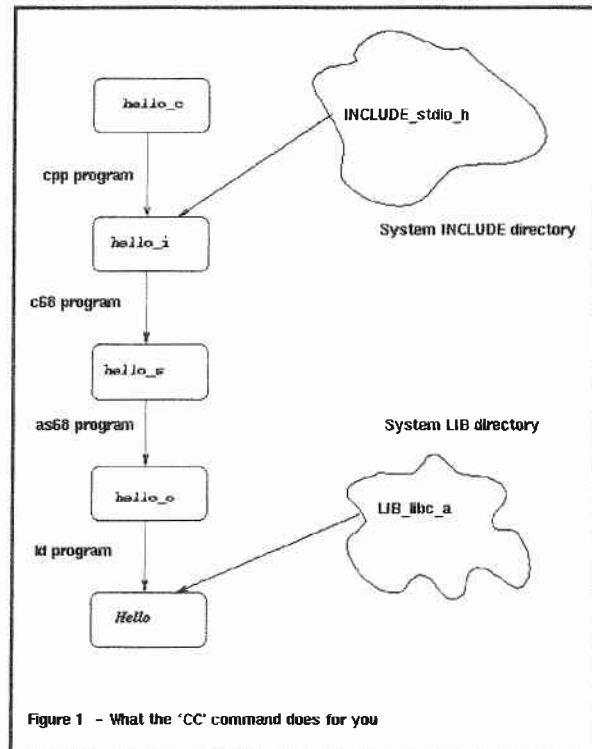 hello_c
INCLUDE_stdio_h
cpp program
System INCLUDE directory
hello_i
c68 program
hello_s
as68 program
System LIB directory
hello_o
LIB_libc_a
ld program
Hello
Figure 1 - What the 'CC' command does for you